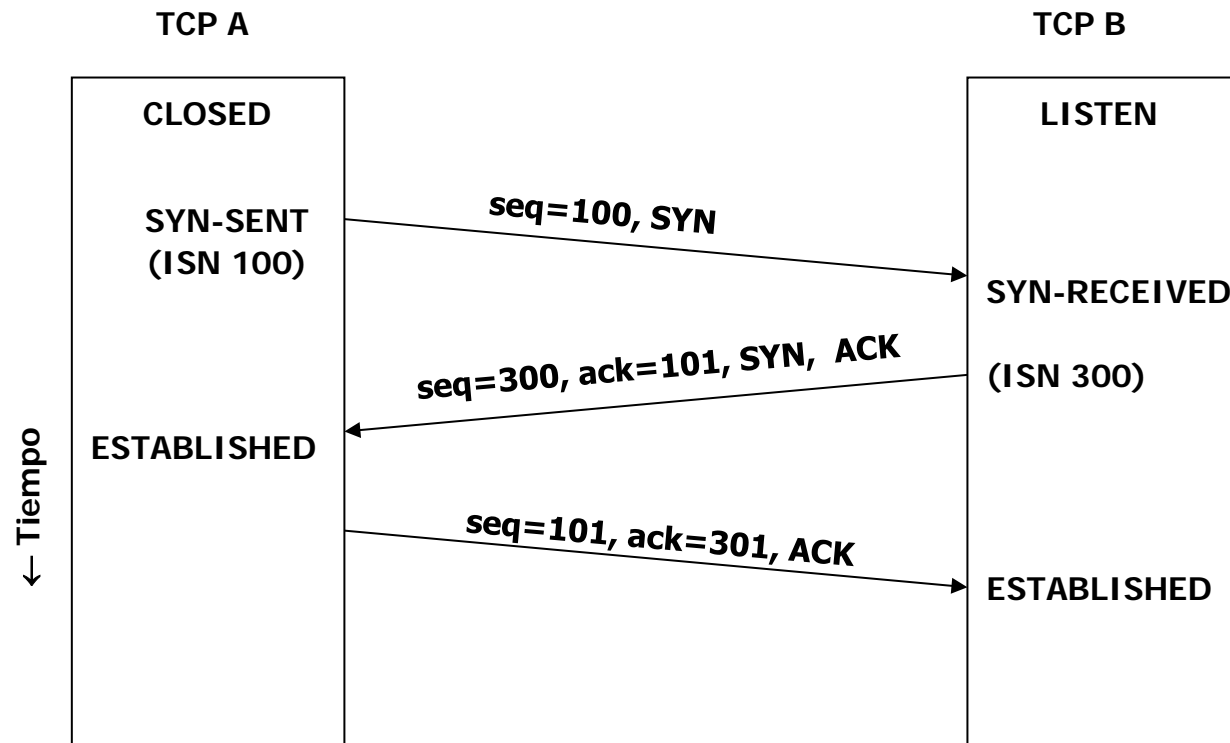 TCP A
TCP B
CLOSED
LISTEN
seq=100, SYN
SYN-SENT
(ISN 100)
SYN-RECEIVED
seq=300, ack=101, SYN, ACK
(ISN 300)
ESTABLISHED
← Tiempo
seq=101, ack=301, ACK
ESTABLISHED